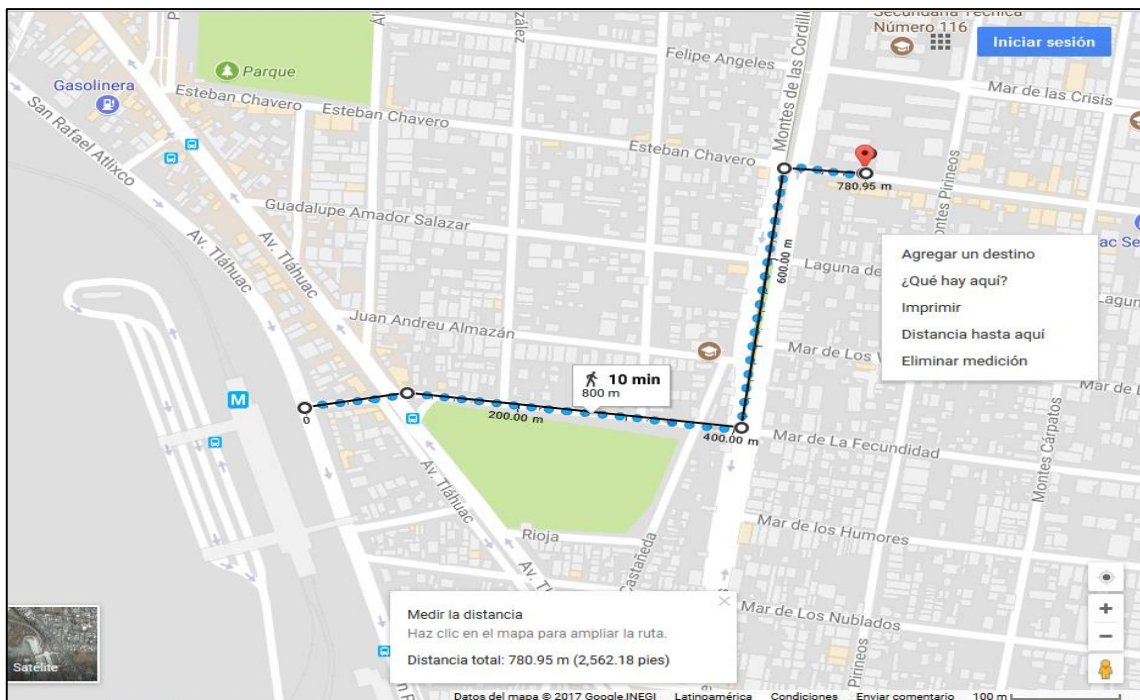 Secundaria Técnica
Número 116
Iniciar sesión
Felipe Angeles
Parque
Gasolinera
Mar de las Crisis
Esteban Chavero
Esteban Chavero
Esteban Chavero
Montes de las Cordill
San Rafael Atlixco
780.95 m
Montes Pirineos
Guadalupe Amador Salazar
Av. Tláhuac
Av. Tláhuac
600.00 m
Laguna de
Agregar un destino
¿Qué hay aquí?
Imprimir
Distancia hasta aquí
Eliminar medición
Juan Andreu Almazán
Mar de Los
10 min
800 m
M
0
200.00 m
400.00 m
Mar de La Fecundidad
Montes Cárpatos
Av. Tláhuac
Rioja
Castañeda
Mar de los Humores
Mar de Los Nublados
Pirineos
Medir la distancia
Haz clic en el mapa para ampliar la ruta.
Distancia total: 780.95 m (2,562.18 pies)
Satélite
Datos del mapa © 2017 Google,INEGI Latinoamérica Condiciones Enviar comentario 100 m